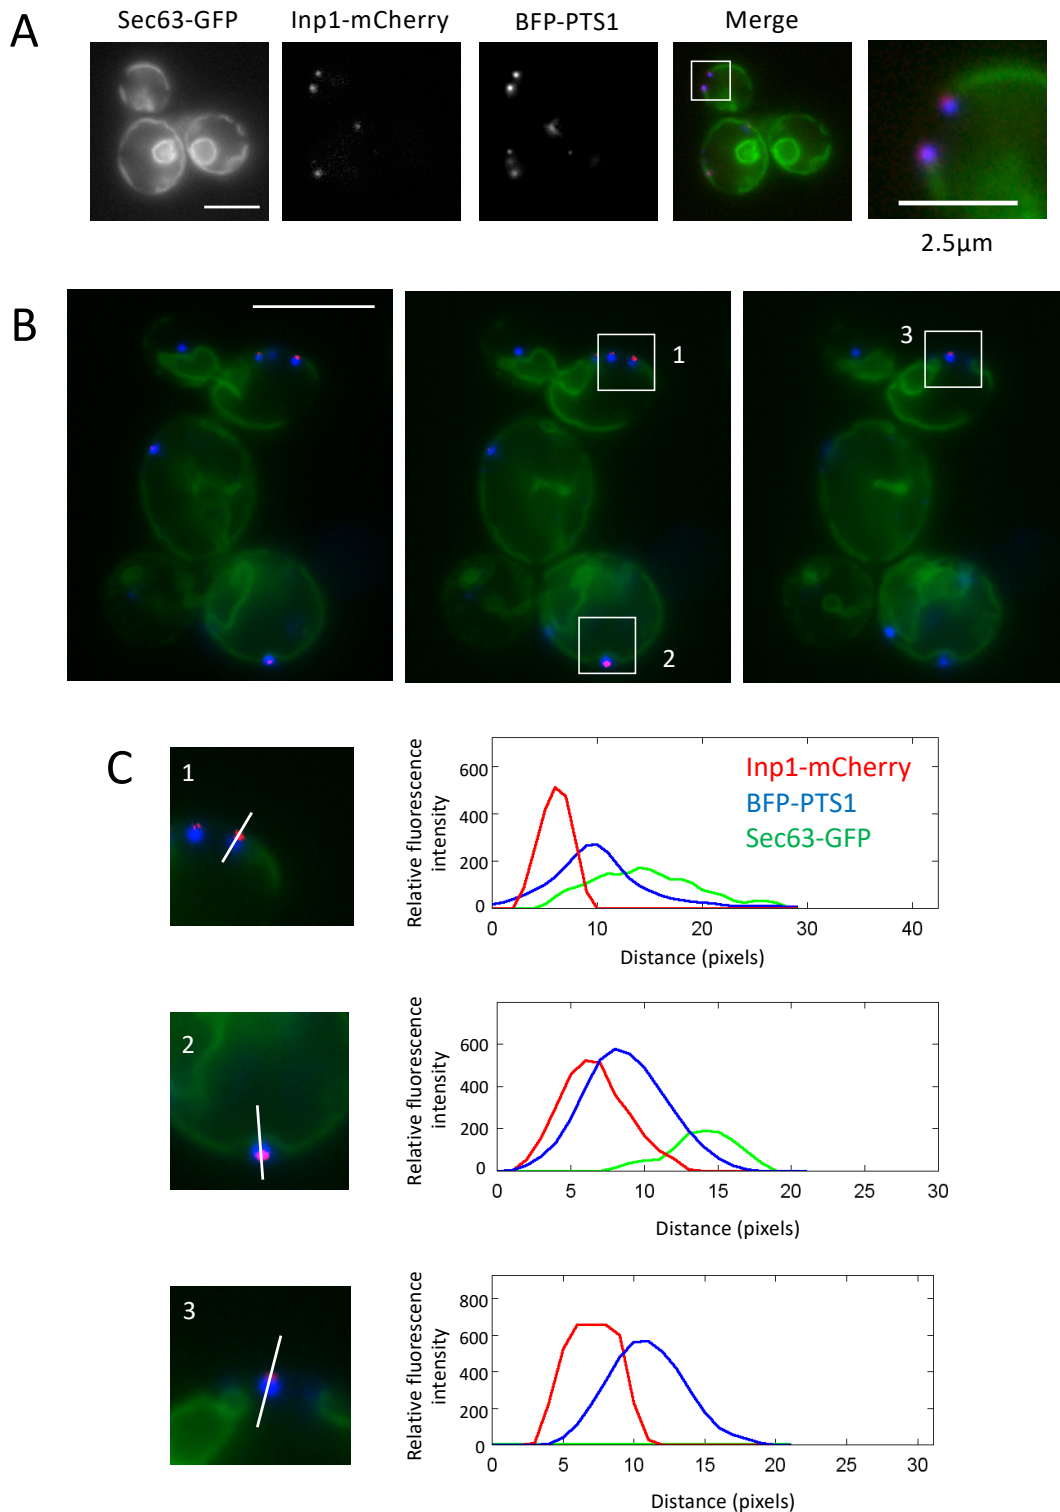 A
Sec63-GFP Inp1-mCherry BFP-PTS1 Merge
2.5µm
B
1
2
3
C
1
Relative fluorescence
intensity
600
400
200
0
0 10 20 30 40
Distance (pixels)
Inp1-mCherry
BFP-PTS1
Sec63-GFP
2
Relative fluorescence
intensity
600
400
200
0
0 5 10 15 20 25 30
Distance (pixels)
3
Relative fluorescence
intensity
800
600
400
200
0
0 5 10 15 20 25 30
Distance (pixels)